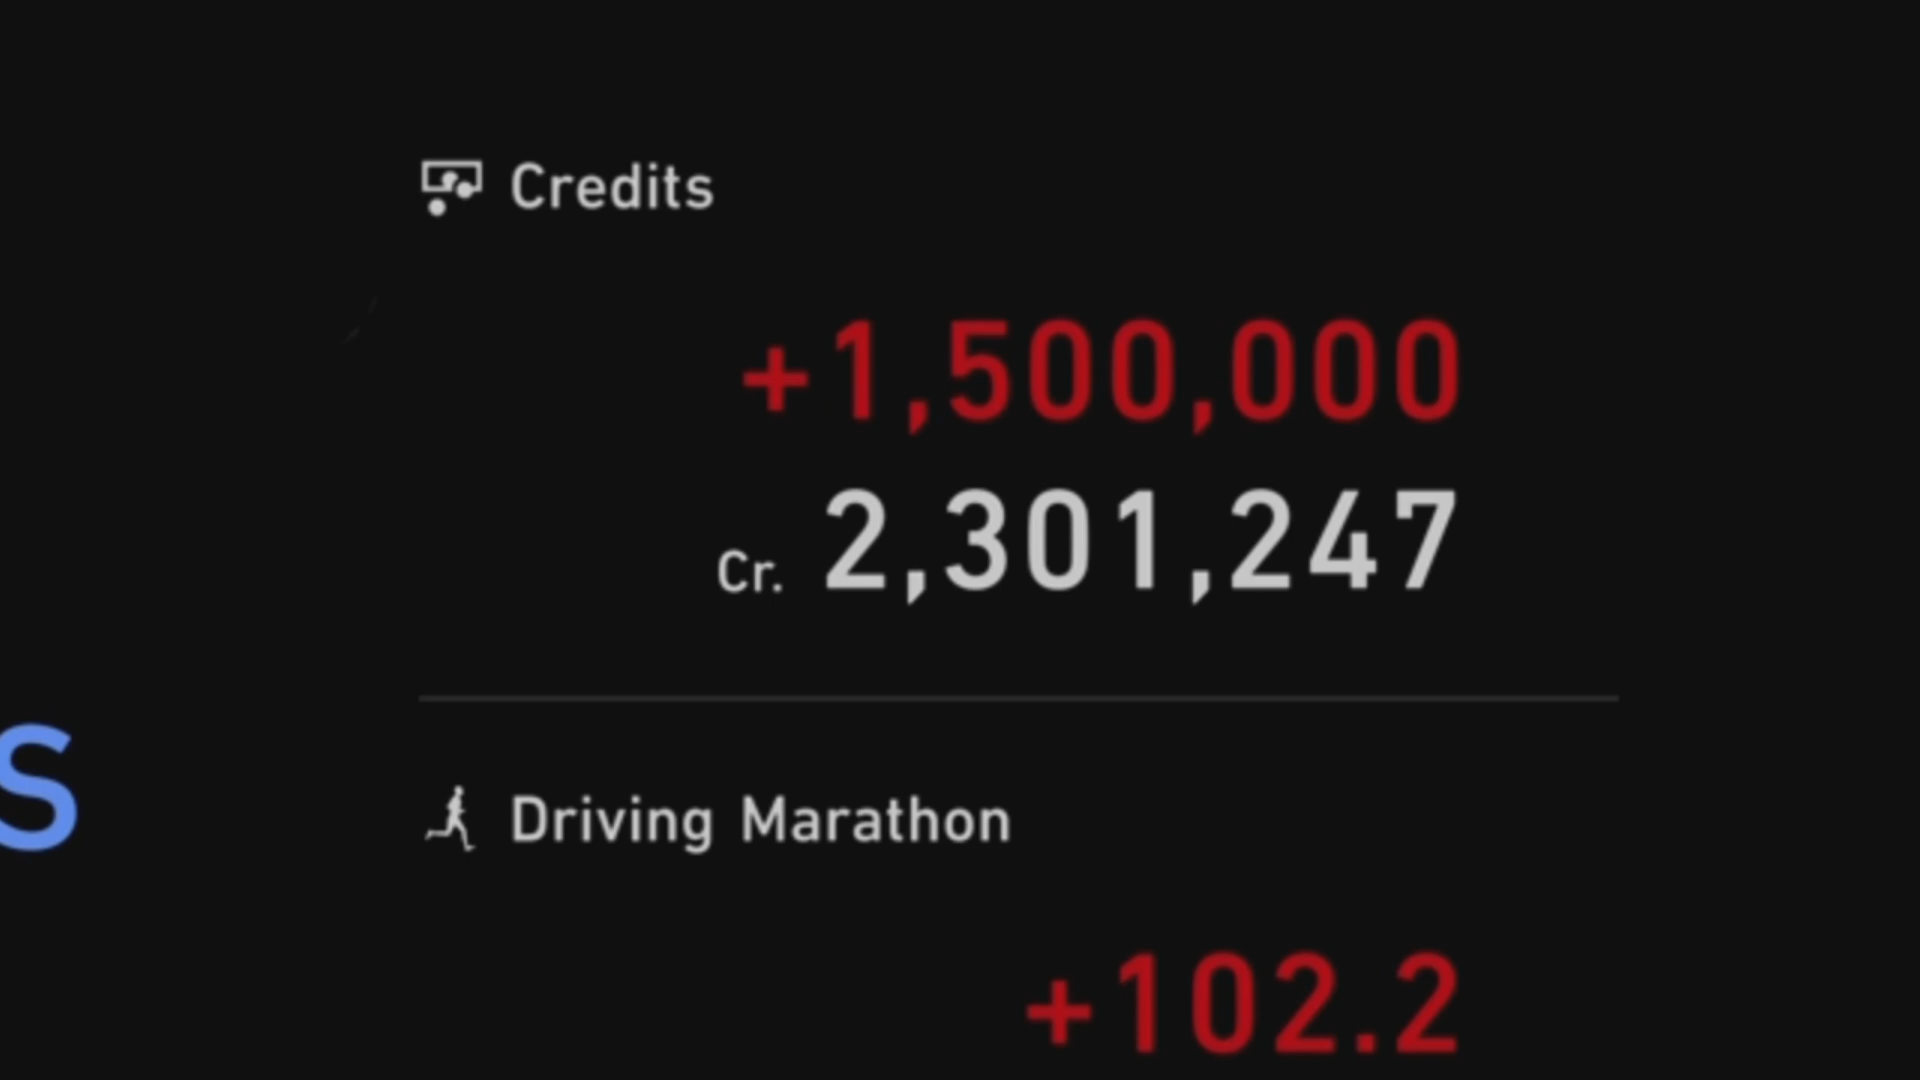 Credits
+1,500,000
Cr. 2,301,247
S
Driving Marathon
+102.2